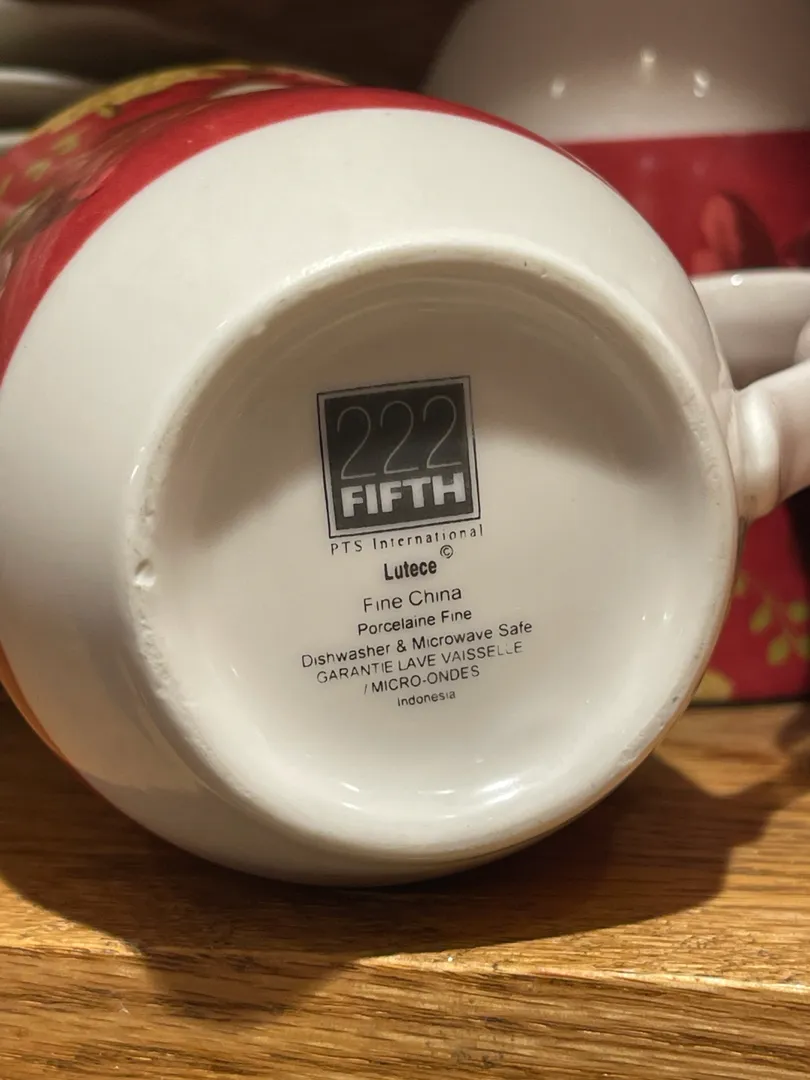 222
FIFTH
PTS International
©
Lutece
Fine China
Porcelaine Fine
Dishwasher & Microwave Safe
GARANTIE LAVE VAISSELLE
/ MICRO-ONDES
Indonesia